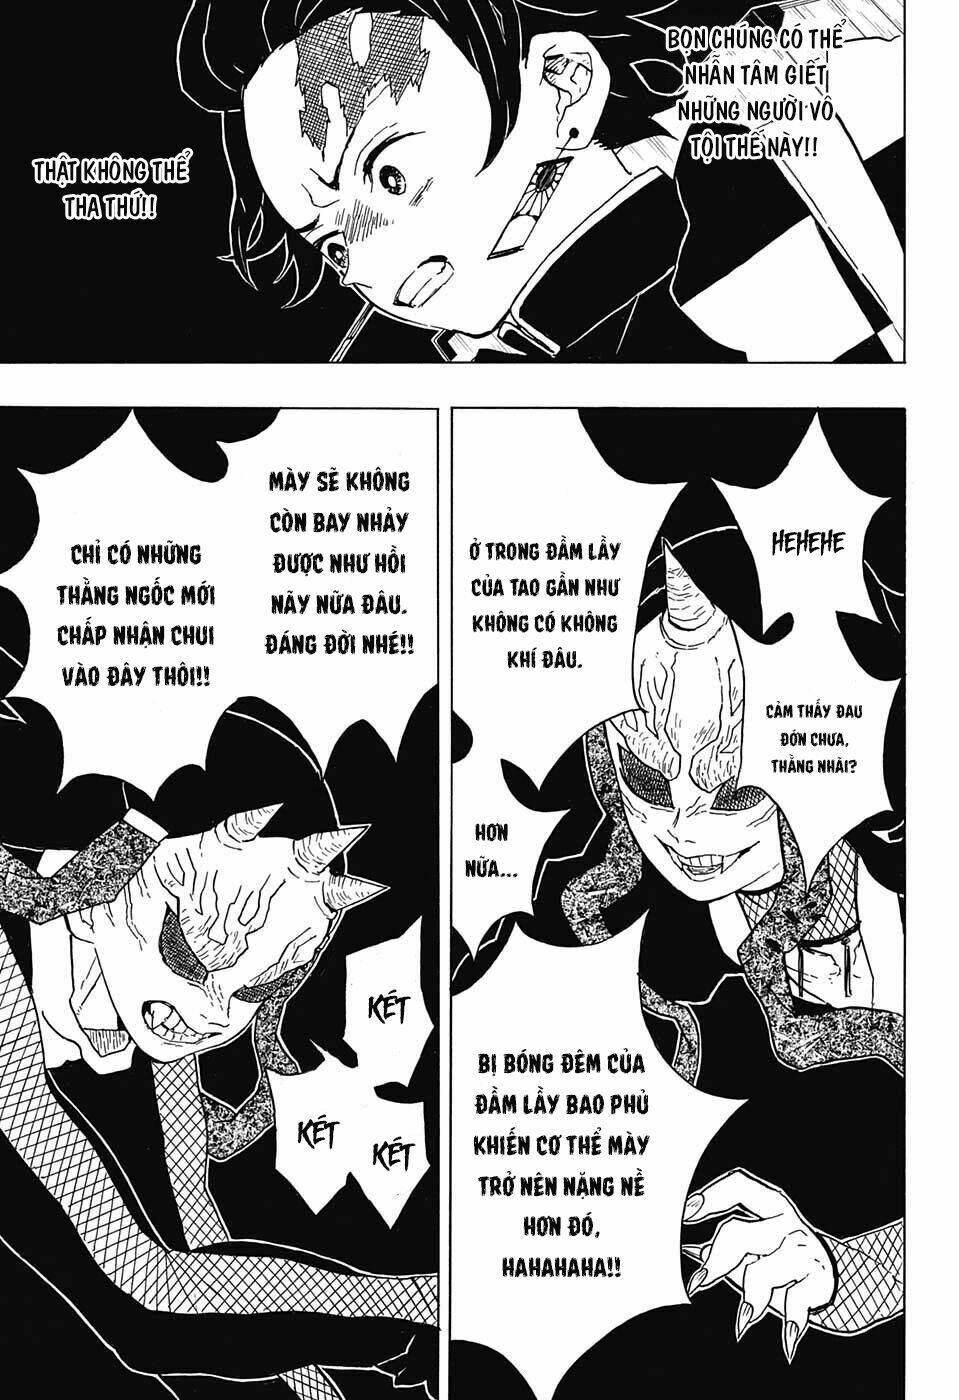 BỌN CHÚNG CÓ THỂ
NHẪN TÂM GIẾT
NHỮNG NGƯỜI VÔ
TỘI THẾ NÀY!!
THẬT KHÔNG THỂ
THA THỨ!!
HEHEHE
CẢM THẤY ĐAU
ĐỚN CHƯA,
THẰNG NHÃI?
Ở TRONG ĐẦM LẦY
CỦA TAO GẦN NHƯ
KHÔNG CÓ KHÔNG
KHÍ ĐÂU.
HƠN
NỮA...
BỊ BÓNG ĐÊM CỦA
ĐẦM LẦY BAO PHỦ
KHIẾN CƠ THỂ MÀY
TRỞ NÊN NẶNG NỀ
HƠN ĐÓ,
HAHAHAHA!!
MÀY SẼ KHÔNG
CÒN BAY NHẢY
ĐƯỢC NHƯ HỒI
NÃY NỮA ĐÂU.
ĐÁNG ĐỜI NHÉ!!
CHỈ CÓ NHỮNG
THẰNG NGỐC MỚI
CHẤP NHẬN CHUI
VÀO ĐÂY THÔI!!
KÉT
KÉT
KÉT